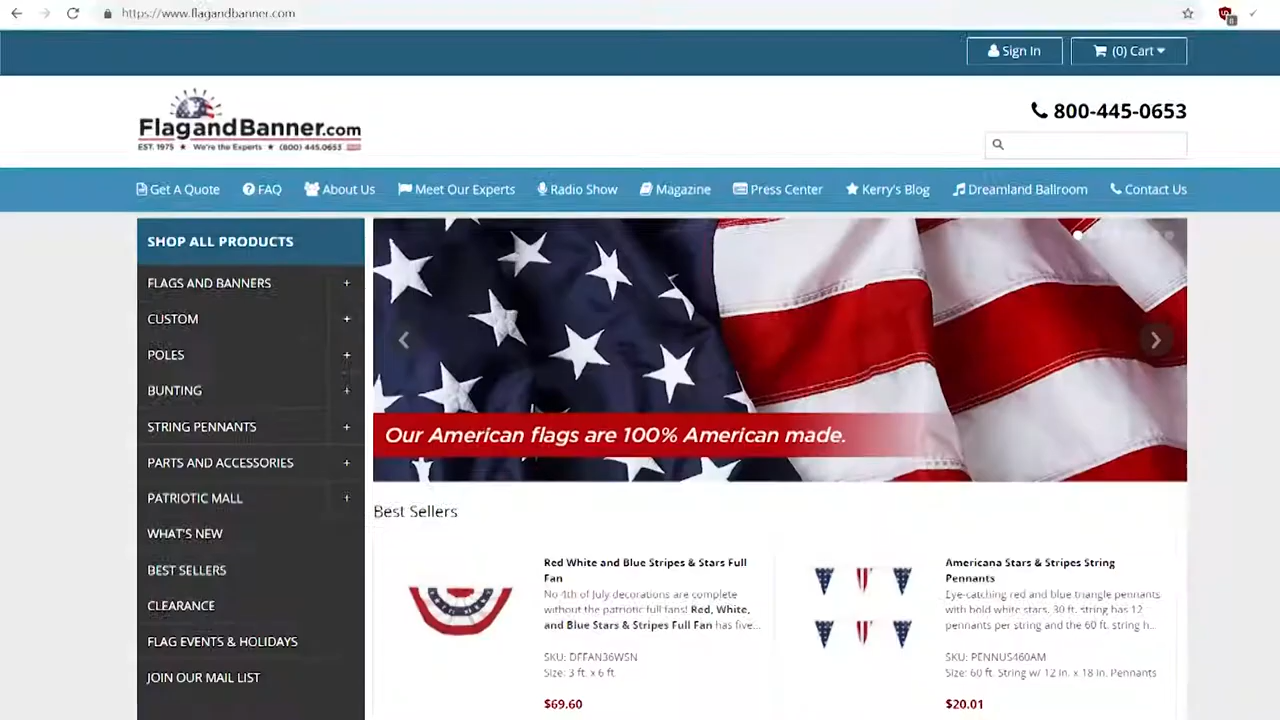 https://www.flagandbanner.com
Sign In
(0) Cart
FlagandBanner.com
EST. 1975 ★ We're the Experts ★ (800) 445.0653
800-445-0653
Get A Quote
FAQ
About Us
Meet Our Experts
Radio Show
Magazine
Press Center
Kerry's Blog
Dreamland Ballroom
Contact Us
SHOP ALL PRODUCTS
FLAGS AND BANNERS +
CUSTOM +
POLES +
BUNTING +
STRING PENNANTS +
PARTS AND ACCESSORIES +
PATRIOTIC MALL +
WHAT'S NEW
BEST SELLERS
CLEARANCE
FLAG EVENTS & HOLIDAYS
JOIN OUR MAIL LIST
Our American flags are 100% American made.
Best Sellers
Red White and Blue Stripes & Stars Full
Fan
No 4th of July decorations are complete
without the patriotic full fans! Red, White,
and Blue Stars & Stripes Full Fan has five...
SKU: DFFAN36WSN
Size: 3 ft. x 6 ft.
$69.60
Americana Stars & Stripes String
Pennants
Eye-catching red and blue triangle pennants
with bold white stars. 30 ft. string has 12
pennants per string and the 60 ft. string h...
SKU: PENNUS460AM
Size: 60 ft. String w/ 12 in. x 18 in. Pennants
$20.01